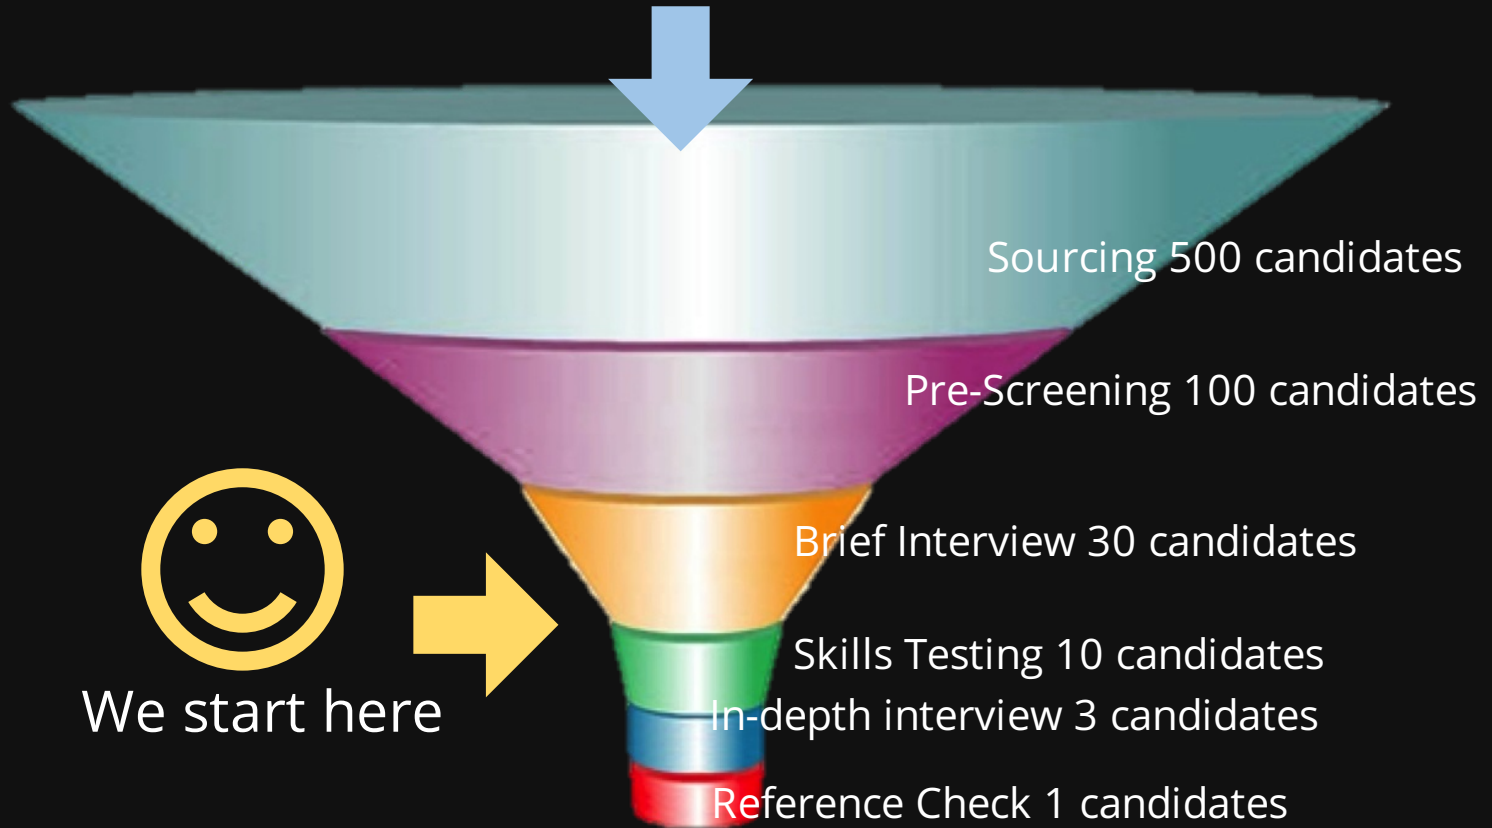 Sourcing 500 candidates
Pre-Screening 100 candidates
Brief Interview 30 candidates
Skills Testing 10 candidates
We start here
In-depth interview 3 candidates
Reference Check 1 candidates